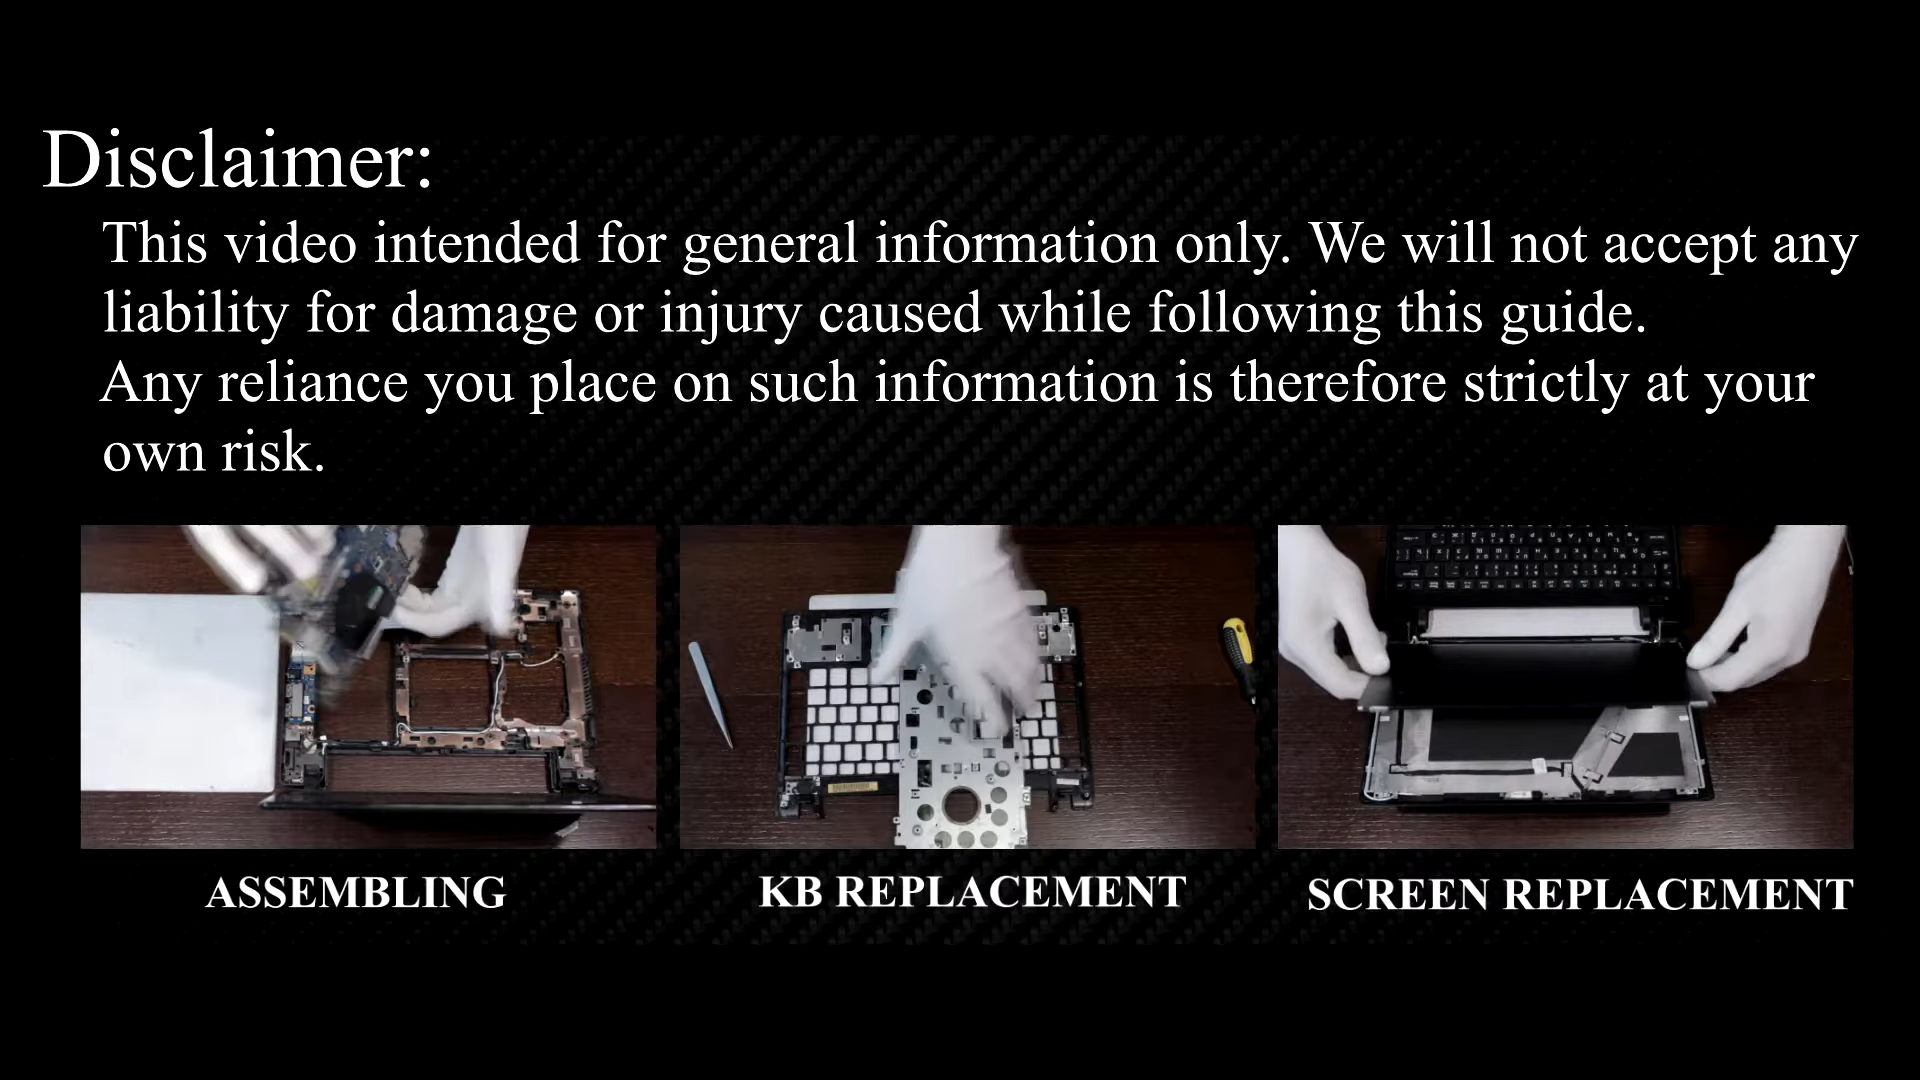 Disclaimer:
This video intended for general information only. We will not accept any
liability for damage or injury caused while following this guide.
Any reliance you place on such information is therefore strictly at your
own risk.
ASSEMBLING
KB REPLACEMENT
SCREEN REPLACEMENT